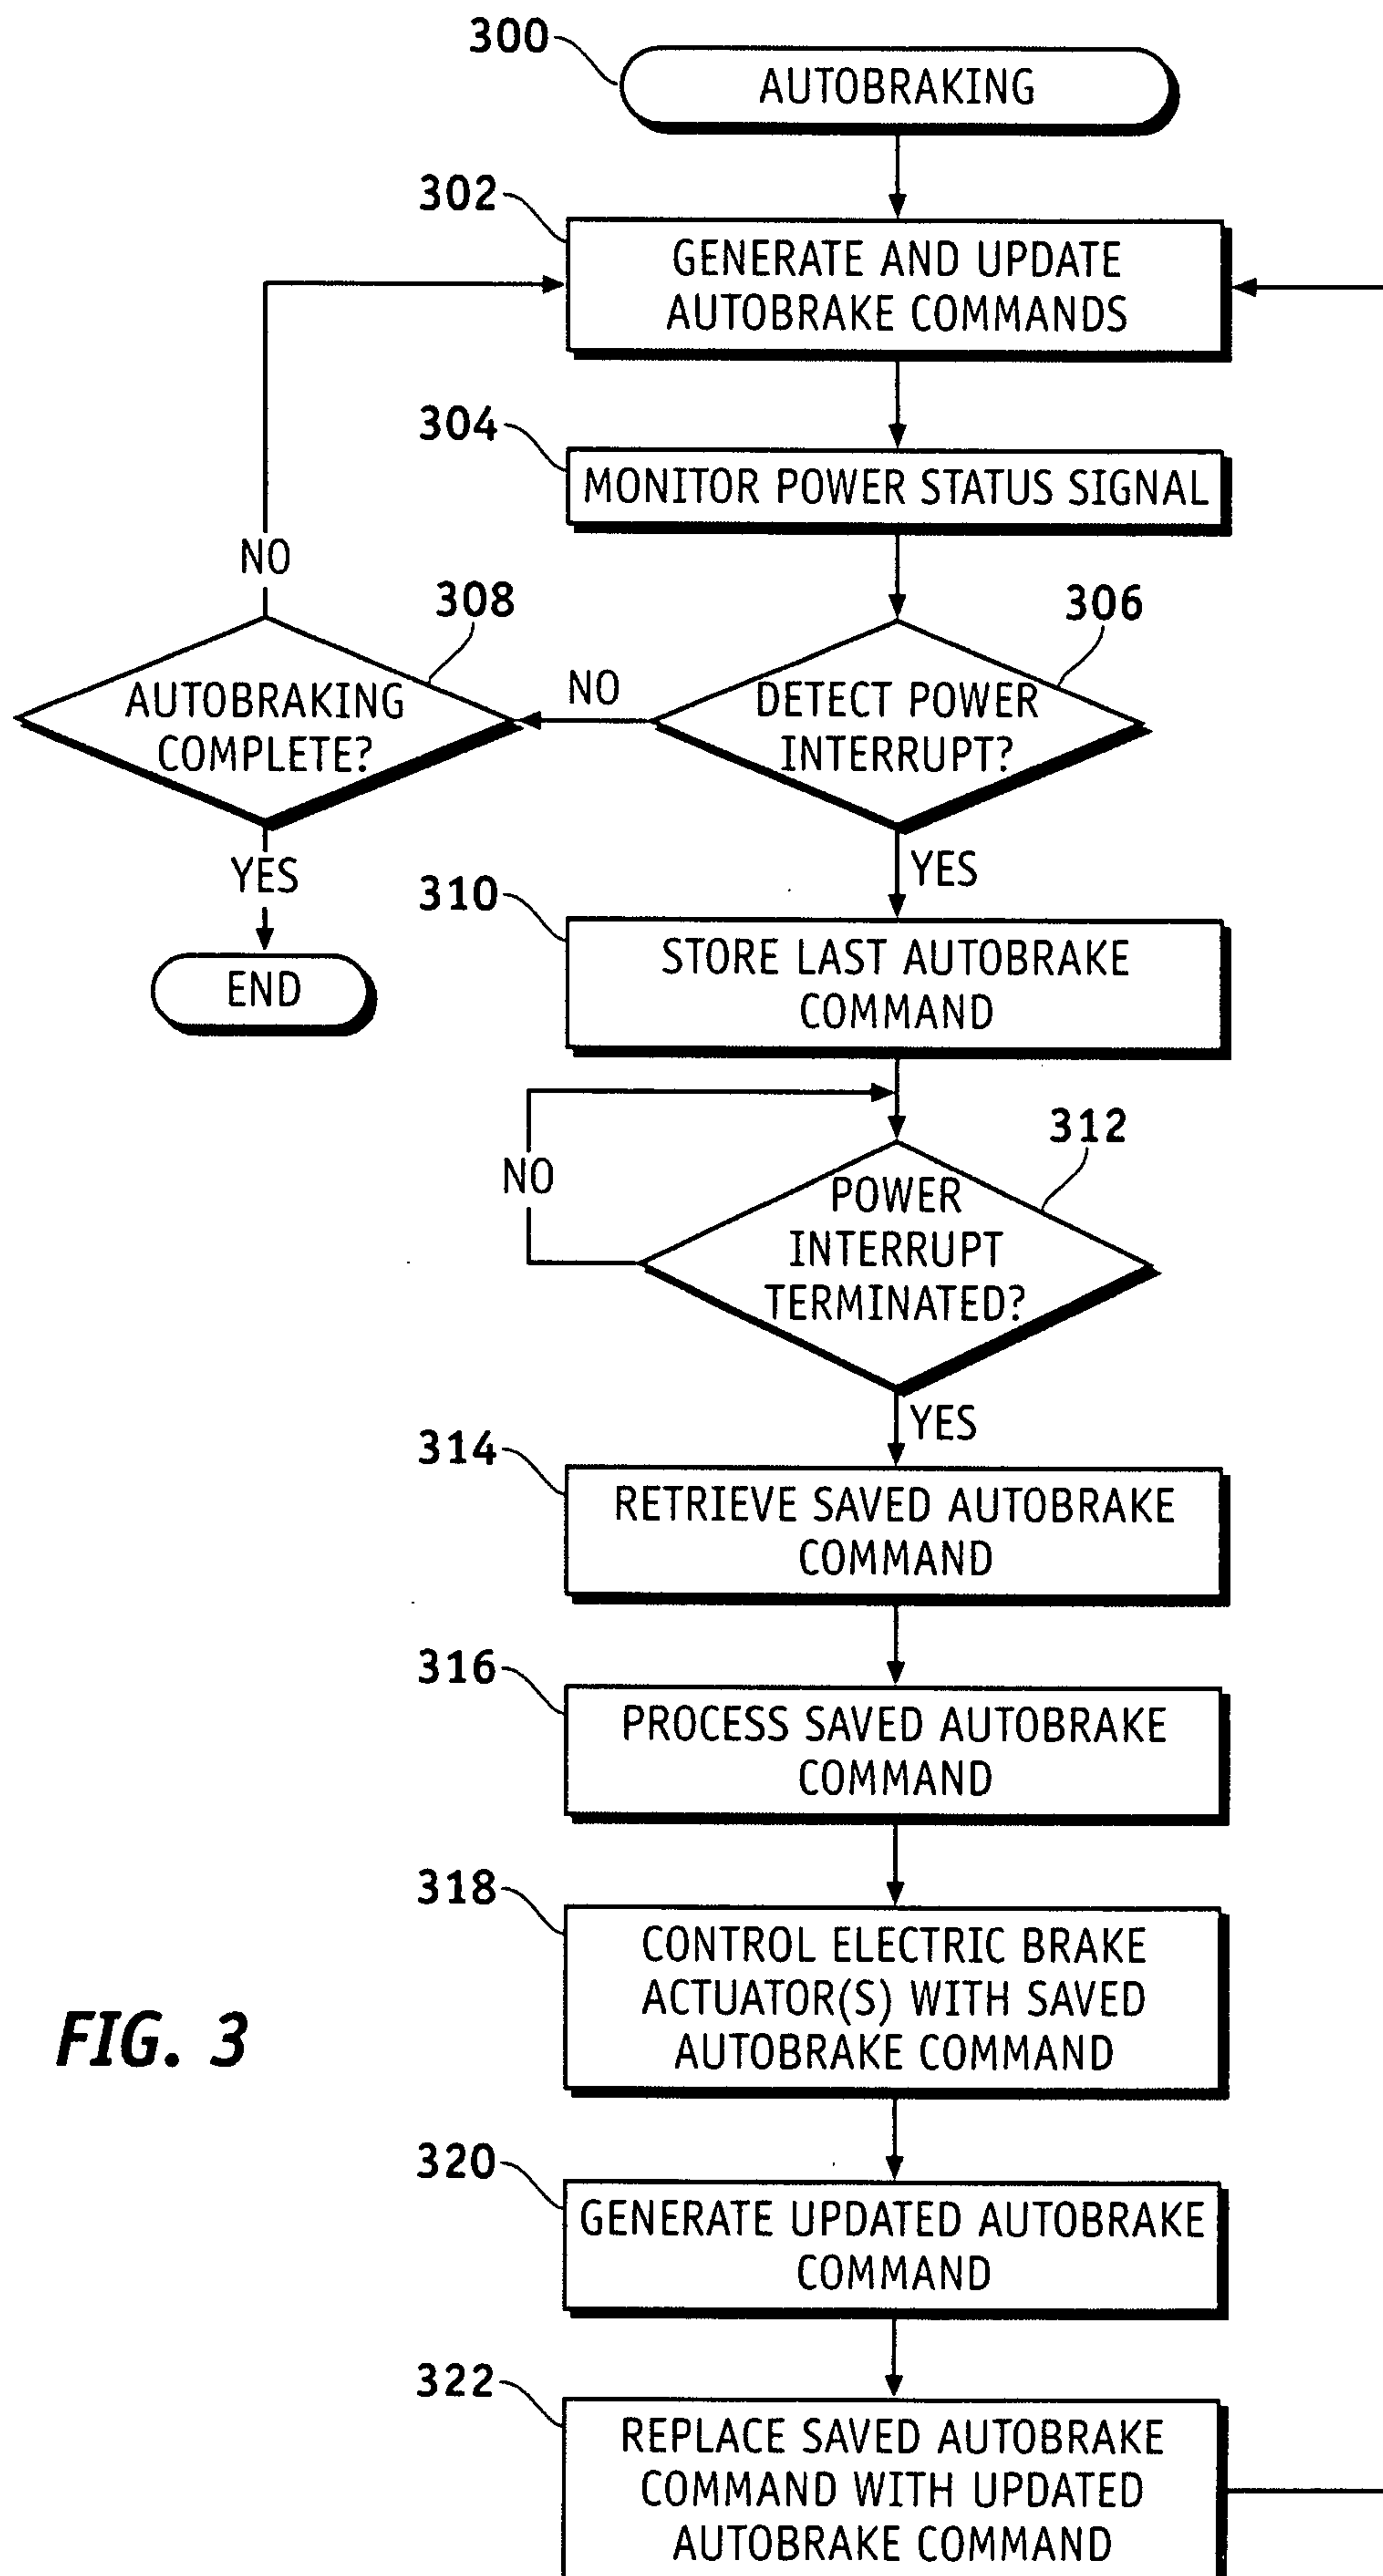 300
AUTOBRAKING
302
GENERATE AND UPDATE
AUTOBRAKE COMMANDS
304
MONITOR POWER STATUS SIGNAL
NO
308
306
AUTOBRAKING
COMPLETE?
NO
DETECT POWER
INTERRUPT?
YES
YES
END
310
STORE LAST AUTOBRAKE
COMMAND
NO
312
POWER
INTERRUPT
TERMINATED?
YES
314
RETRIEVE SAVED AUTOBRAKE
COMMAND
316
PROCESS SAVED AUTOBRAKE
COMMAND
318
CONTROL ELECTRIC BRAKE
ACTUATOR(S) WITH SAVED
AUTOBRAKE COMMAND
FIG. 3
320
GENERATE UPDATED AUTOBRAKE
COMMAND
322
REPLACE SAVED AUTOBRAKE
COMMAND WITH UPDATED
AUTOBRAKE COMMAND